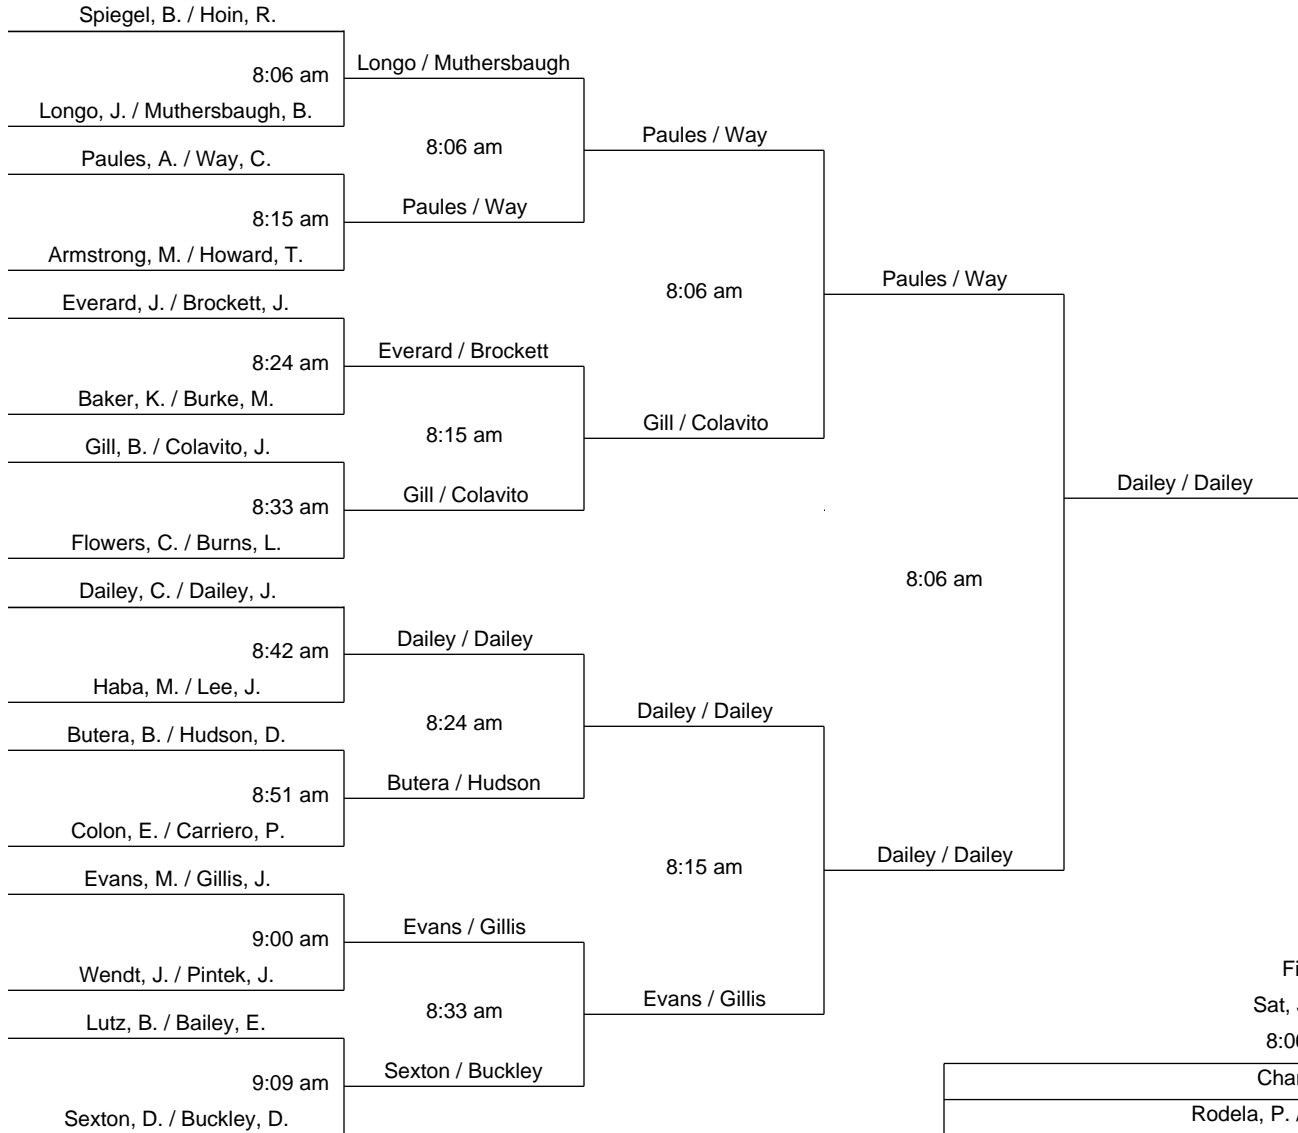 Spiegel, B. / Hoin, R.
8:06 am
Longo, J. / Muthersbaugh, B.
Paules, A. / Way, C.
8:15 am
Armstrong, M. / Howard, T.
Everard, J. / Brockett, J.
8:24 am
Baker, K. / Burke, M.
Gill, B. / Colavito, J.
8:33 am
Flowers, C. / Burns, L.
Dailey, C. / Dailey, J.
8:42 am
Haba, M. / Lee, J.
Butera, B. / Hudson, D.
8:51 am
Colon, E. / Carriero, P.
Evans, M. / Gillis, J.
9:00 am
Wendt, J. / Pintek, J.
Lutz, B. / Bailey, E.
9:09 am
Sexton, D. / Buckley, D.
Longo / Muthersbaugh
8:06 am
Paules / Way
Everard / Brockett
8:15 am
Gill / Colavito
Dailey / Dailey
8:24 am
Butera / Hudson
Evans / Gillis
8:33 am
Sexton / Buckley
Paules / Way
8:06 am
Gill / Colavito
Dailey / Dailey
8:15 am
Evans / Gillis
Paules / Way
8:06 am
Dailey / Dailey
Dailey / Dailey
Sat,
Rodela, P. /